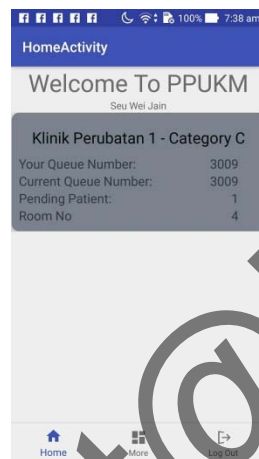 100% 7:38 am
HomeActivity
Welcome To PPUKM
Seu Wei Jain
Klinik Perubatan 1 - Category C
Your Queue Number: 3009
Current Queue Number: 3009
Pending Patient: 1
Room No 4
Home More Log Out